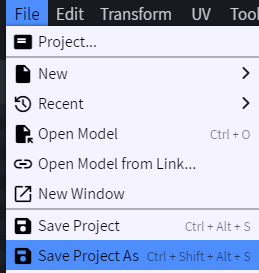 File Edit Transform UV
Project...
New
Recent
Open Model Ctrl + O
Open Model from Link...
New Window
Save Project Ctrl + Alt + S
Save Project As Ctrl + Shift + Alt + S